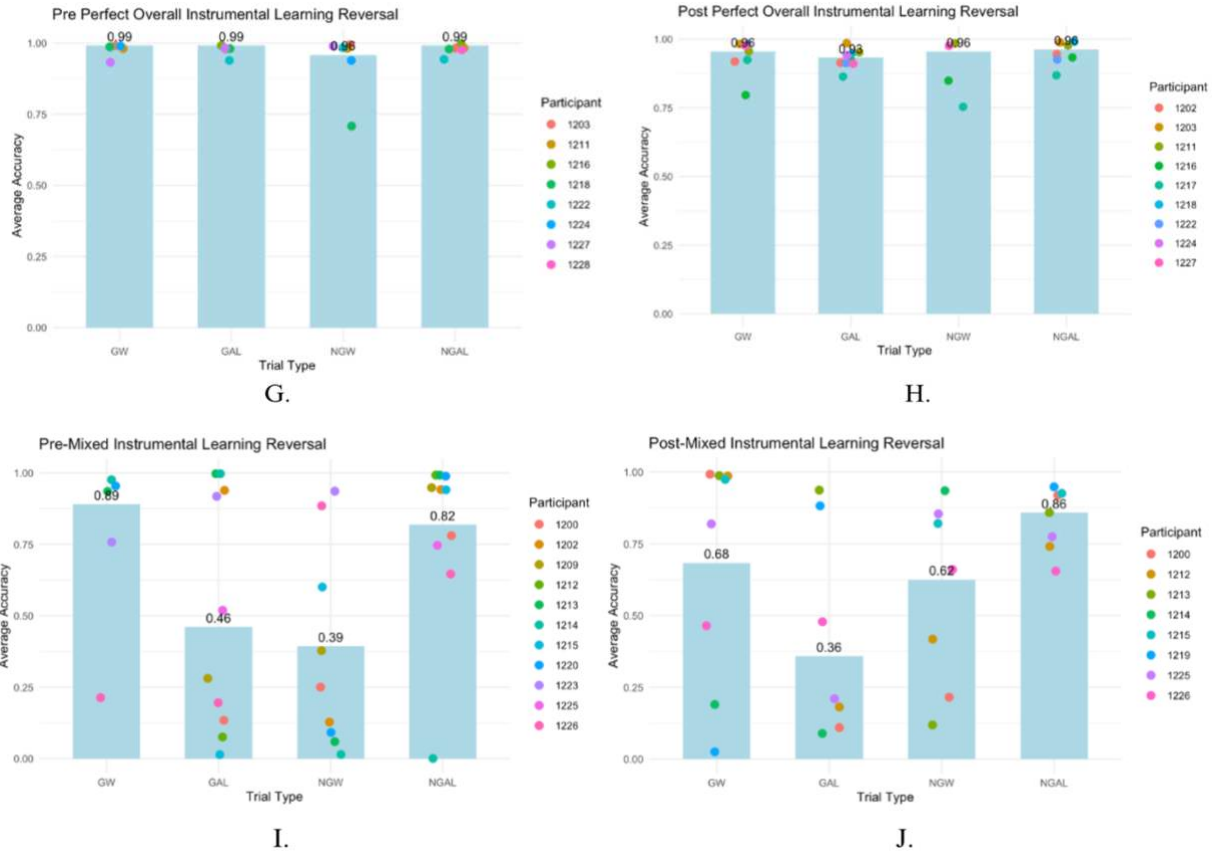 Pre Perfect Overall Instrumental Learning Reversal
0.99
0.99
0.96
0.99
1.00
0.75
0.50
0.25
0.00
Average Accuracy
GW
GAL
NGW
NGAL
Trial Type
Participant
1203
1211
1216
1218
1222
1224
1227
1228
G.
Post Perfect Overall Instrumental Learning Reversal
0.96
0.93
0.96
0.96
1.00
0.75
0.50
0.25
0.00
Average Accuracy
GW
GAL
NGW
NGAL
Trial Type
Participant
1202
1203
1211
1216
1217
1218
1222
1224
1227
H.
Pre-Mixed Instrumental Learning Reversal
0.89
0.46
0.39
0.82
1.00
0.75
0.50
0.25
0.00
Average Accuracy
GW
GAL
NGW
NGAL
Trial Type
Participant
1200
1202
1209
1212
1213
1214
1215
1220
1223
1225
1226
I.
Post-Mixed Instrumental Learning Reversal
0.68
0.36
0.62
0.86
1.00
0.75
0.50
0.25
0.00
Average Accuracy
GW
GAL
NGW
NGAL
Trial Type
Participant
1200
1212
1213
1214
1215
1219
1225
1226
J.